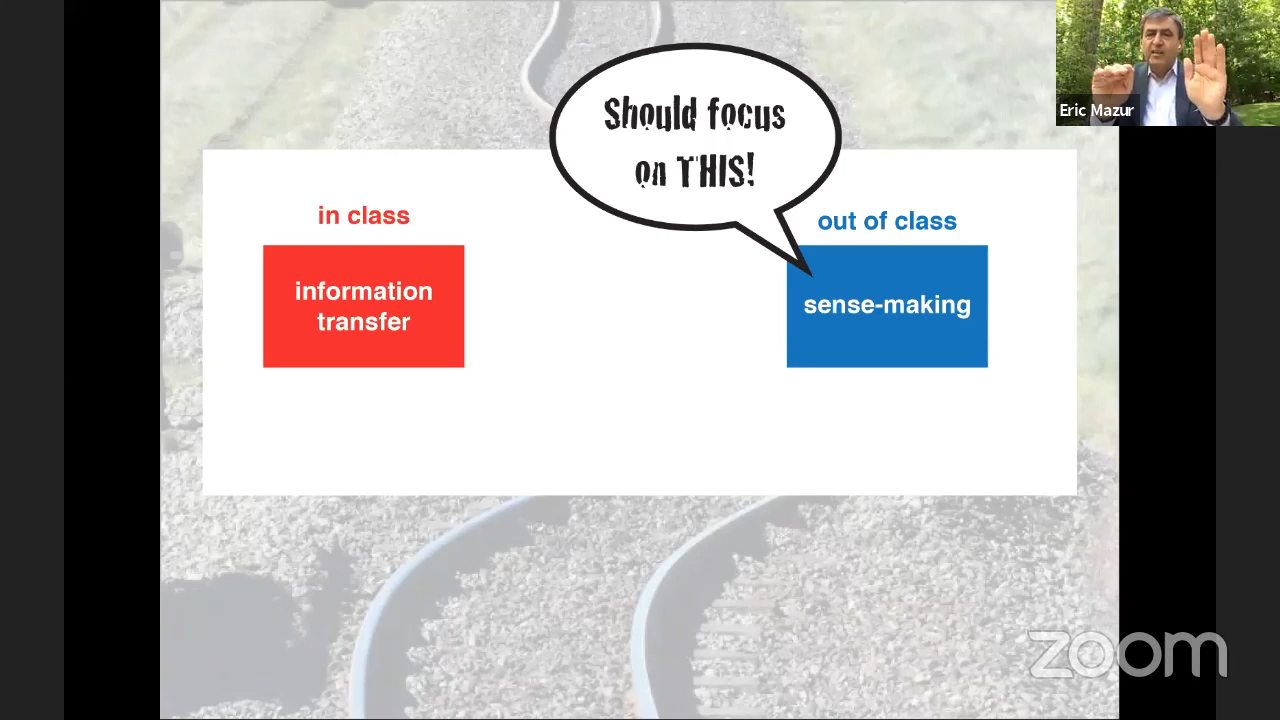 Should focus
on THIS!
Eric Mazur
in class
out of class
information
transfer
sense-making
zoom